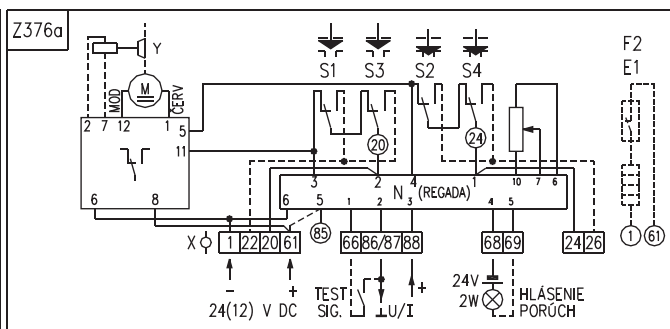 Z376a
Y
S1 S3 S2 S4
F2
E1
M
MOD
ČERV
2 7 12 1
5
11
20
24
3 2 4 1 10 7 6
N (REGADA)
6 8
6 5 1 2 3 4 5
85
X 1 22 20 61 66 86/87 88 68 69 24 26
1 61
- +
24(12) V DC
TEST
SIG.
U/I
+
24V
2W
HLÁSENIE
PORÚCH